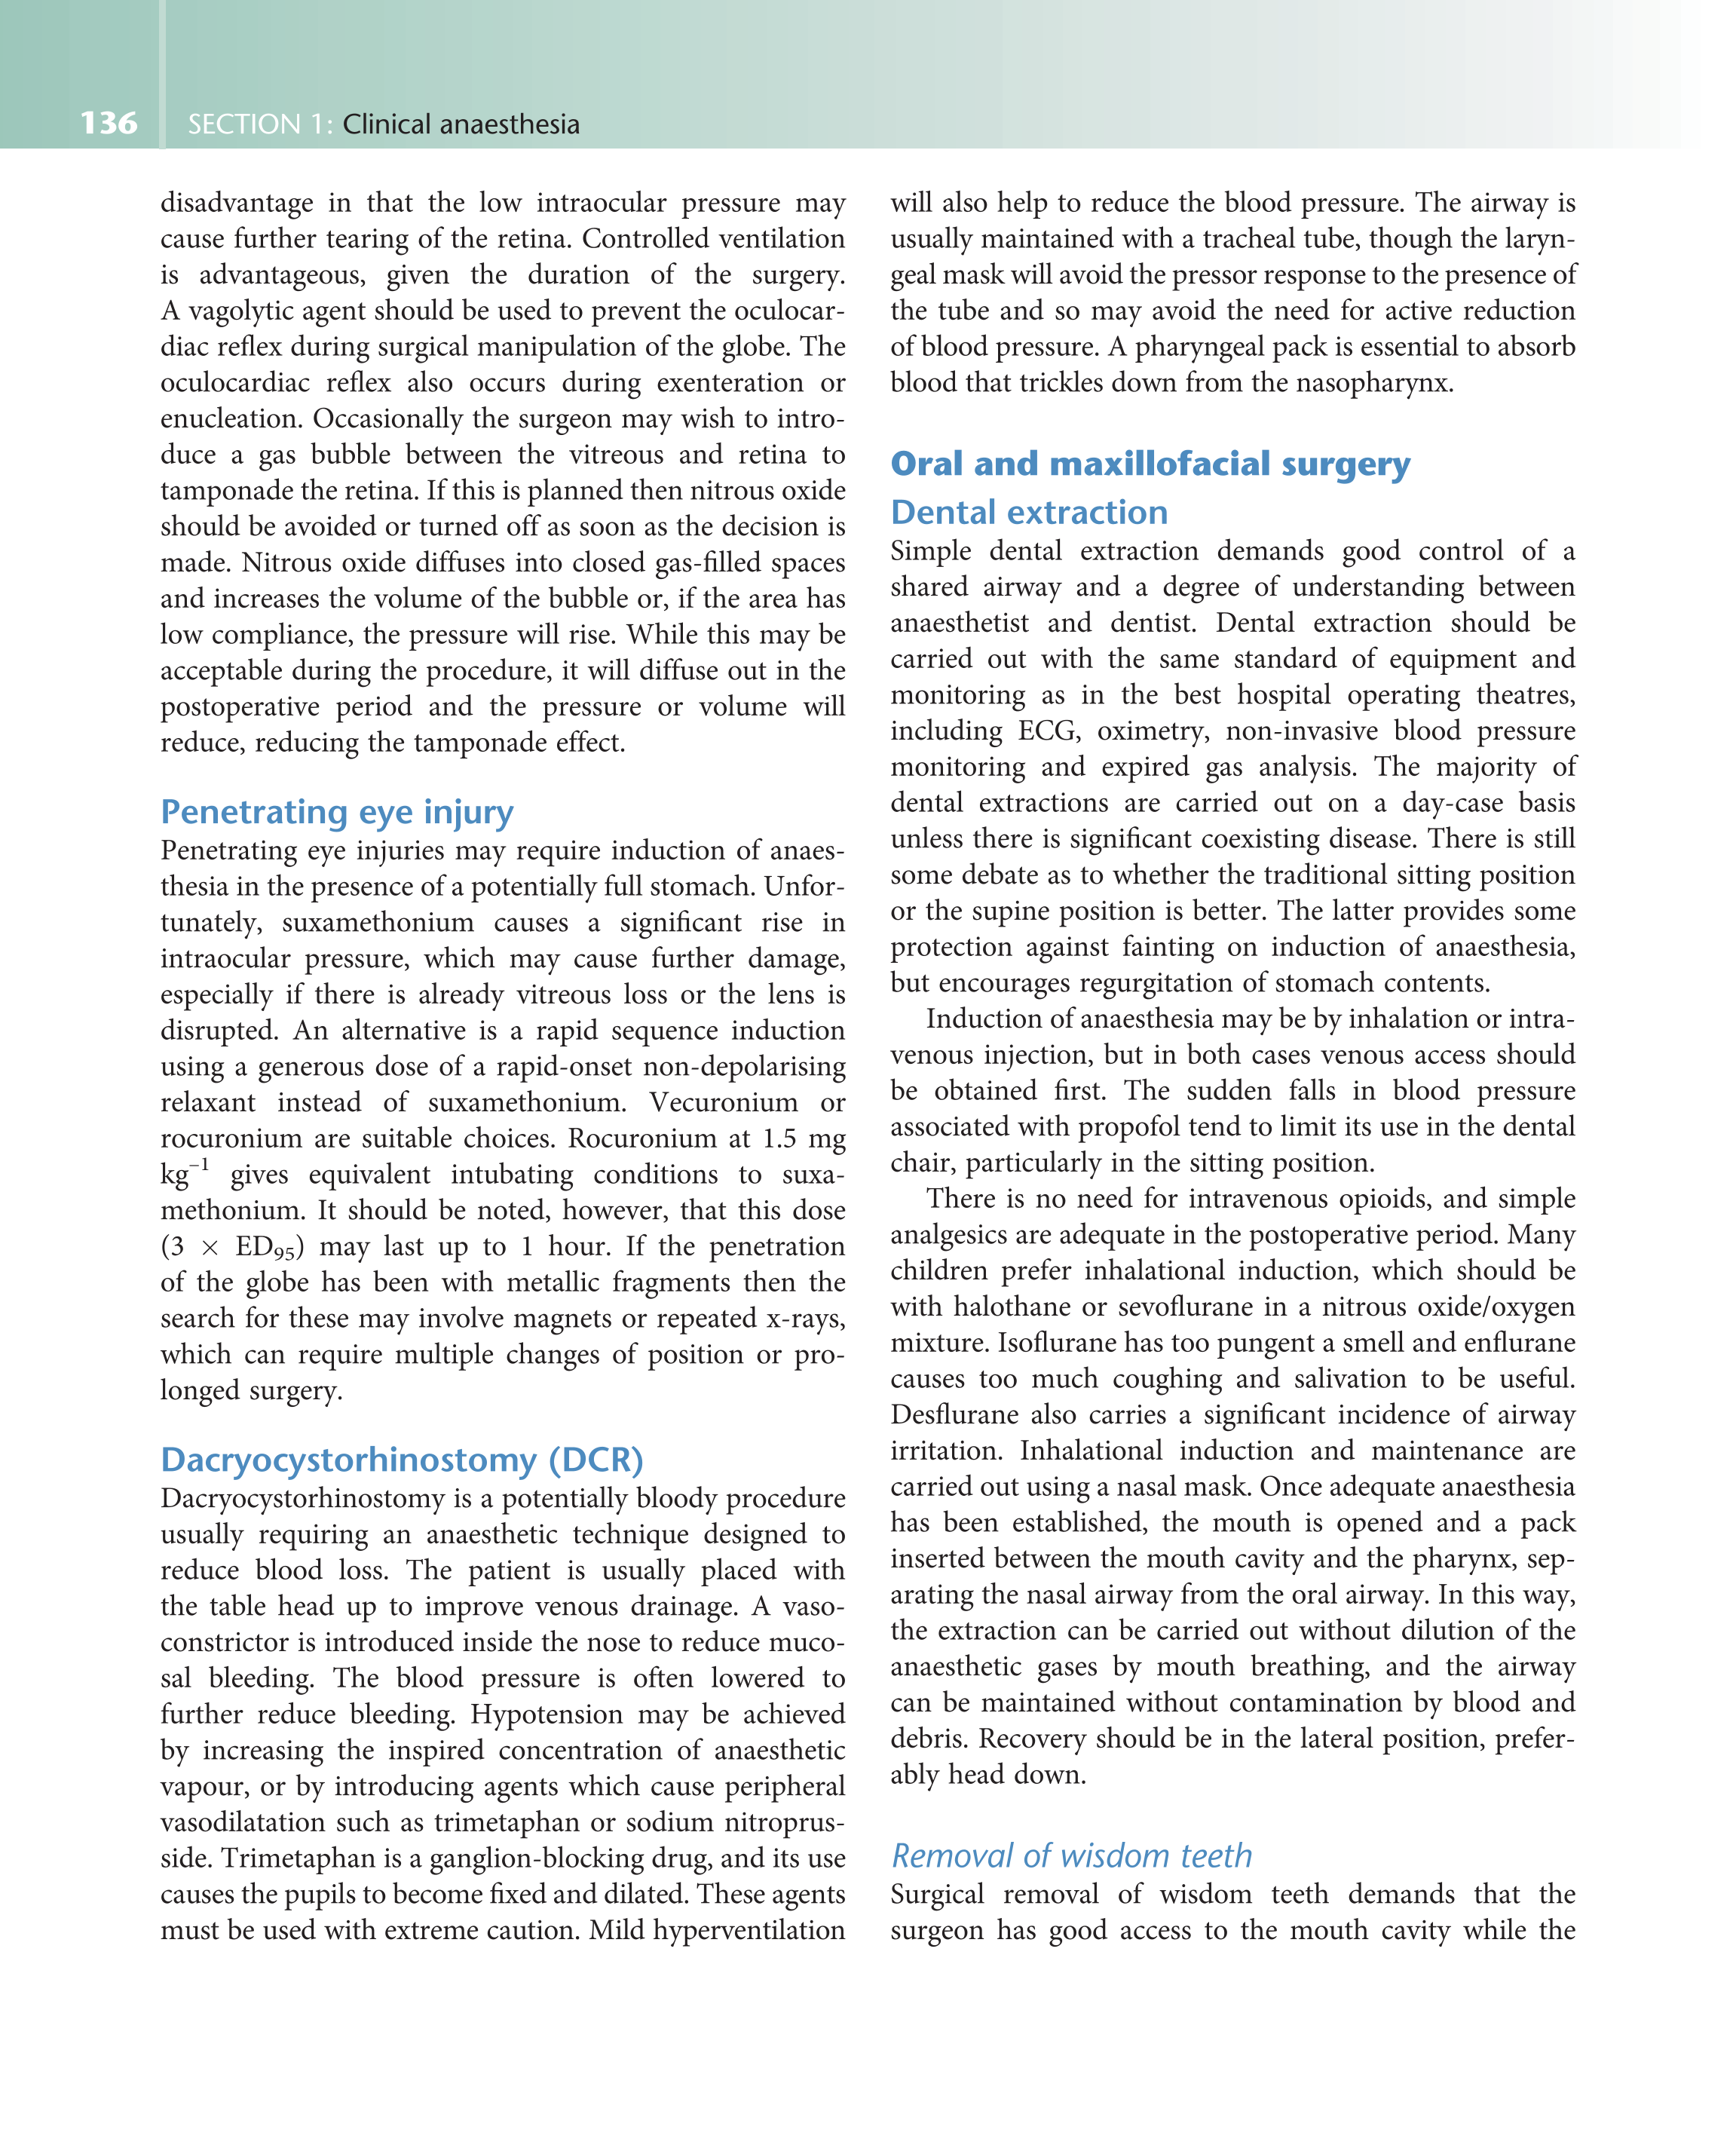 136
SECTION 1: Clinical anaesthesia
disadvantage in that the low intraocular pressure may
cause further tearing of the retina. Controlled ventilation
is advantageous, given the duration of the surgery.
A vagolytic agent should be used to prevent the oculocar-
diac reflex during surgical manipulation of the globe. The
oculocardiac reflex also occurs during exenteration or
enucleation. Occasionally the surgeon may wish to intro-
duce a gas bubble between the vitreous and retina to
tamponade the retina. If this is planned then nitrous oxide
should be avoided or turned off as soon as the decision is
made. Nitrous oxide diffuses into closed gas-filled spaces
and increases the volume of the bubble or, if the area has
low compliance, the pressure will rise. While this may be
acceptable during the procedure, it will diffuse out in the
postoperative period and the pressure or volume will
reduce, reducing the tamponade effect.
Penetrating eye injury
Penetrating eye injuries may require induction of anaes-
thesia in the presence of a potentially full stomach. Unfor-
tunately, suxamethonium causes a significant rise in
intraocular pressure, which may cause further damage,
especially if there is already vitreous loss or the lens is
disrupted. An alternative is a rapid sequence induction
using a generous dose of a rapid-onset non-depolarising
relaxant instead of suxamethonium. Vecuronium or
rocuronium are suitable choices. Rocuronium at 1.5 mg
kg⁻¹ gives equivalent intubating conditions to suxa-
methonium. It should be noted, however, that this dose
(3 × ED₉₅) may last up to 1 hour. If the penetration
of the globe has been with metallic fragments then the
search for these may involve magnets or repeated x-rays,
which can require multiple changes of position or pro-
longed surgery.
Dacryocystorhinostomy (DCR)
Dacryocystorhinostomy is a potentially bloody procedure
usually requiring an anaesthetic technique designed to
reduce blood loss. The patient is usually placed with
the table head up to improve venous drainage. A vaso-
constrictor is introduced inside the nose to reduce muco-
sal bleeding. The blood pressure is often lowered to
further reduce bleeding. Hypotension may be achieved
by increasing the inspired concentration of anaesthetic
vapour, or by introducing agents which cause peripheral
vasodilatation such as trimetaphan or sodium nitroprus-
side. Trimetaphan is a ganglion-blocking drug, and its use
causes the pupils to become fixed and dilated. These agents
must be used with extreme caution. Mild hyperventilation
will also help to reduce the blood pressure. The airway is
usually maintained with a tracheal tube, though the laryn-
geal mask will avoid the pressor response to the presence of
the tube and so may avoid the need for active reduction
of blood pressure. A pharyngeal pack is essential to absorb
blood that trickles down from the nasopharynx.
Oral and maxillofacial surgery
Dental extraction
Simple dental extraction demands good control of a
shared airway and a degree of understanding between
anaesthetist and dentist. Dental extraction should be
carried out with the same standard of equipment and
monitoring as in the best hospital operating theatres,
including ECG, oximetry, non-invasive blood pressure
monitoring and expired gas analysis. The majority of
dental extractions are carried out on a day-case basis
unless there is significant coexisting disease. There is still
some debate as to whether the traditional sitting position
or the supine position is better. The latter provides some
protection against fainting on induction of anaesthesia,
but encourages regurgitation of stomach contents.
Induction of anaesthesia may be by inhalation or intra-
venous injection, but in both cases venous access should
be obtained first. The sudden falls in blood pressure
associated with propofol tend to limit its use in the dental
chair, particularly in the sitting position.
There is no need for intravenous opioids, and simple
analgesics are adequate in the postoperative period. Many
children prefer inhalational induction, which should be
with halothane or sevoflurane in a nitrous oxide/oxygen
mixture. Isoflurane has too pungent a smell and enflurane
causes too much coughing and salivation to be useful.
Desflurane also carries a significant incidence of airway
irritation. Inhalational induction and maintenance are
carried out using a nasal mask. Once adequate anaesthesia
has been established, the mouth is opened and a pack
inserted between the mouth cavity and the pharynx, sep-
arating the nasal airway from the oral airway. In this way,
the extraction can be carried out without dilution of the
anaesthetic gases by mouth breathing, and the airway
can be maintained without contamination by blood and
debris. Recovery should be in the lateral position, prefer-
ably head down.
Removal of wisdom teeth
Surgical removal of wisdom teeth demands that the
surgeon has good access to the mouth cavity while the